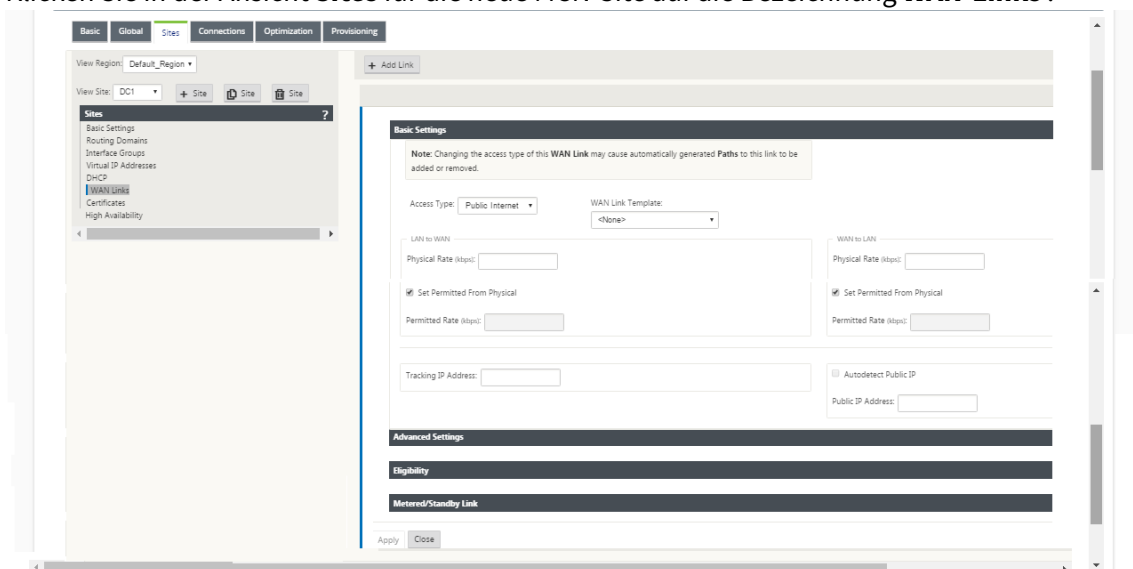 Klicken Sie in der Ansicht Sites für die neue MCN-Site auf die Bezeichnung WAN-Links.
Basic Global Sites Connections Optimization Provisioning
View Region: Default_Region
+ Add Link
View Site: DC1 + Site Site Site
Sites ?
Basic Settings
Routing Domains
Interface Groups
Virtual IP Addresses
DHCP
WAN Links
Certificates
High Availability
Basic Settings
Note: Changing the access type of this WAN Link may cause automatically generated Paths to this link to be
added or removed.
Access Type: Public Internet
WAN Link Template:
<None>
LAN to WAN
Physical Rate (kbps):
Set Permitted From Physical
Permitted Rate (kbps):
WAN to LAN
Physical Rate (kbps):
Set Permitted From Physical
Permitted Rate (kbps):
Tracking IP Address:
Autodetect Public IP
Public IP Address:
Advanced Settings
Eligibility
Metered/Standby Link
Apply Close